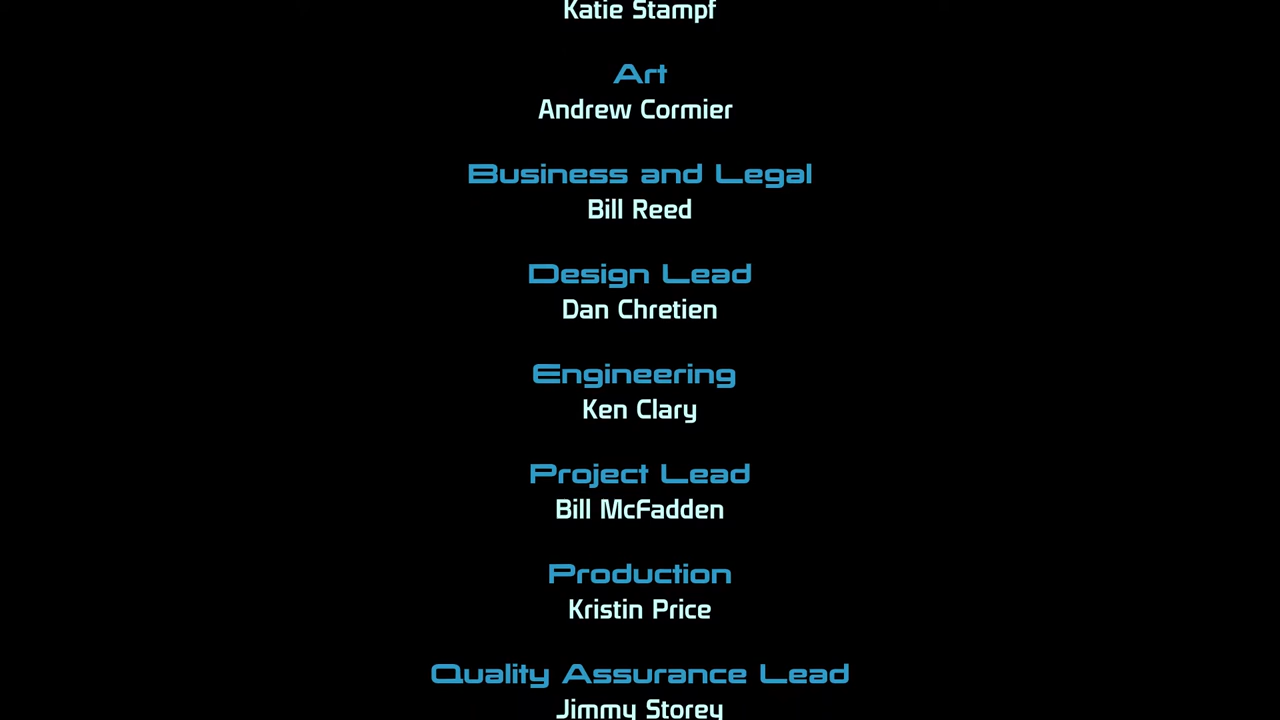 Katie Stampf
Art
Andrew Cormier
Business and Legal
Bill Reed
Design Lead
Dan Chretien
Engineering
Ken Clary
Project Lead
Bill McFadden
Production
Kristin Price
Quality Assurance Lead
Jimmy Storey